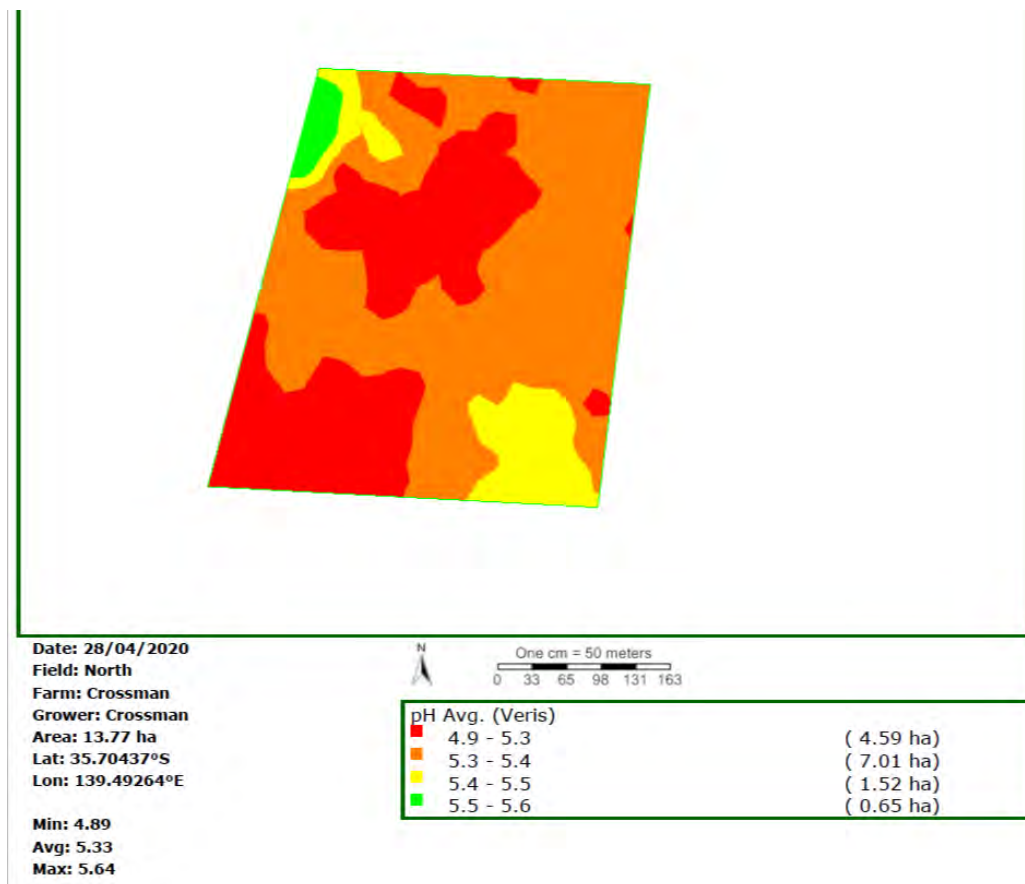 Date: 28/04/2020
Field: North
Farm: Crossman
Grower: Crossman
Area: 13.77 ha
Lat: 35.70437°S
Lon: 139.49264°E
Min: 4.89
Avg: 5.33
Max: 5.64
N
One cm = 50 meters
0 33 65 98 131 163
pH Avg. (Veris)
4.9 - 5.3 ( 4.59 ha)
5.3 - 5.4 ( 7.01 ha)
5.4 - 5.5 ( 1.52 ha)
5.5 - 5.6 ( 0.65 ha)